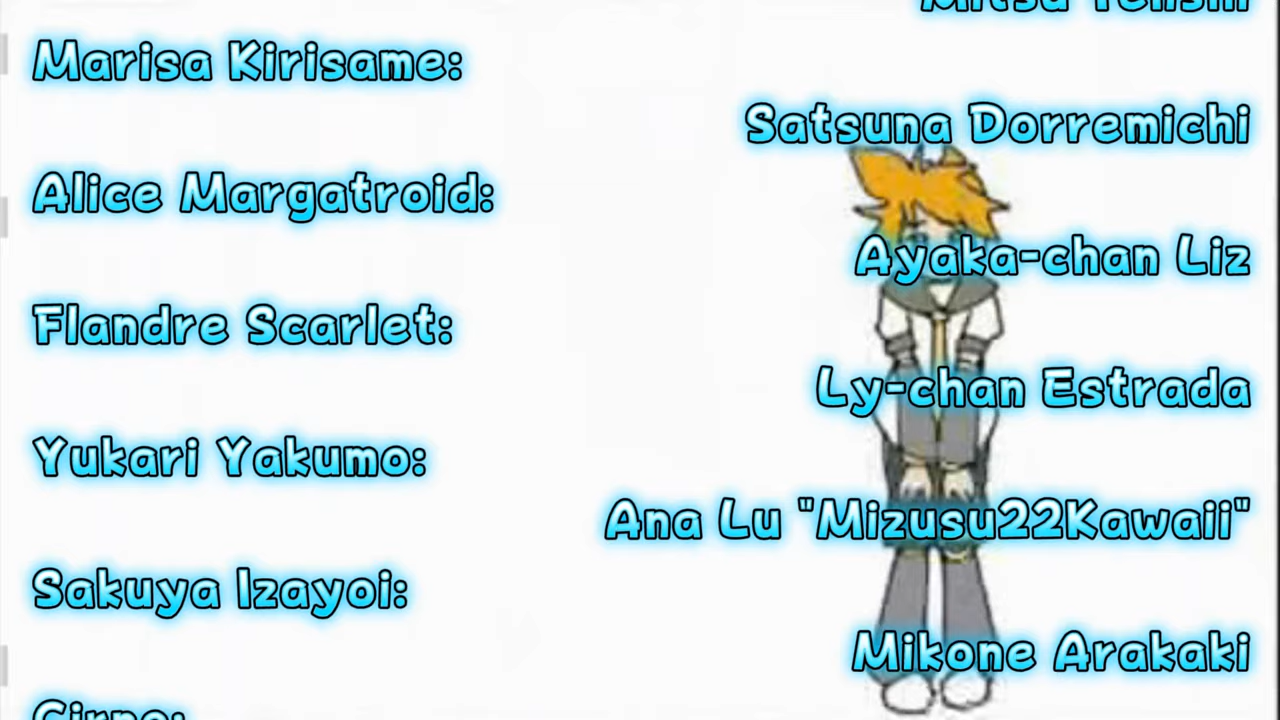 Marisa Kirisame:
Satsuna Dorremichi
Alice Margatroid:
Ayaka-chan Liz
Flandre Scarlet:
Ly-chan Estrada
Yukari Yakumo:
Ana Lu "Mizusu22Kawaii"
Sakuya Izayoi:
Mikone Arakaki
Cirno: